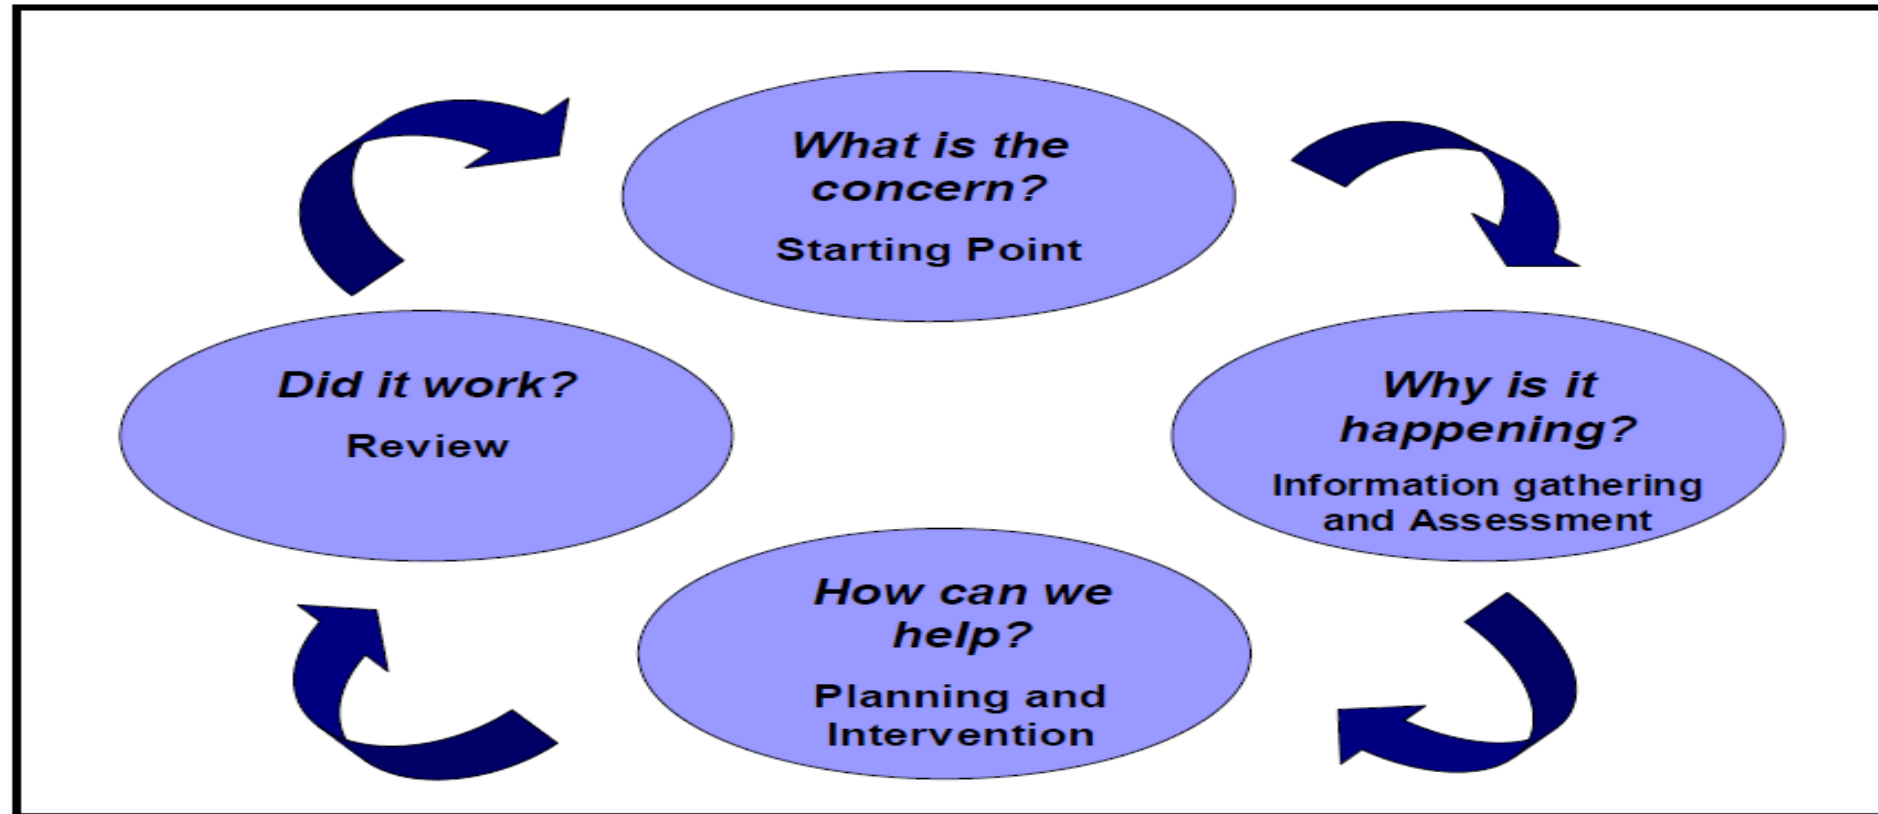 What is the
concern?
Starting Point
Why is it
happening?
Information gathering
and Assessment
How can we
help?
Planning and
Intervention
Did it work?
Review